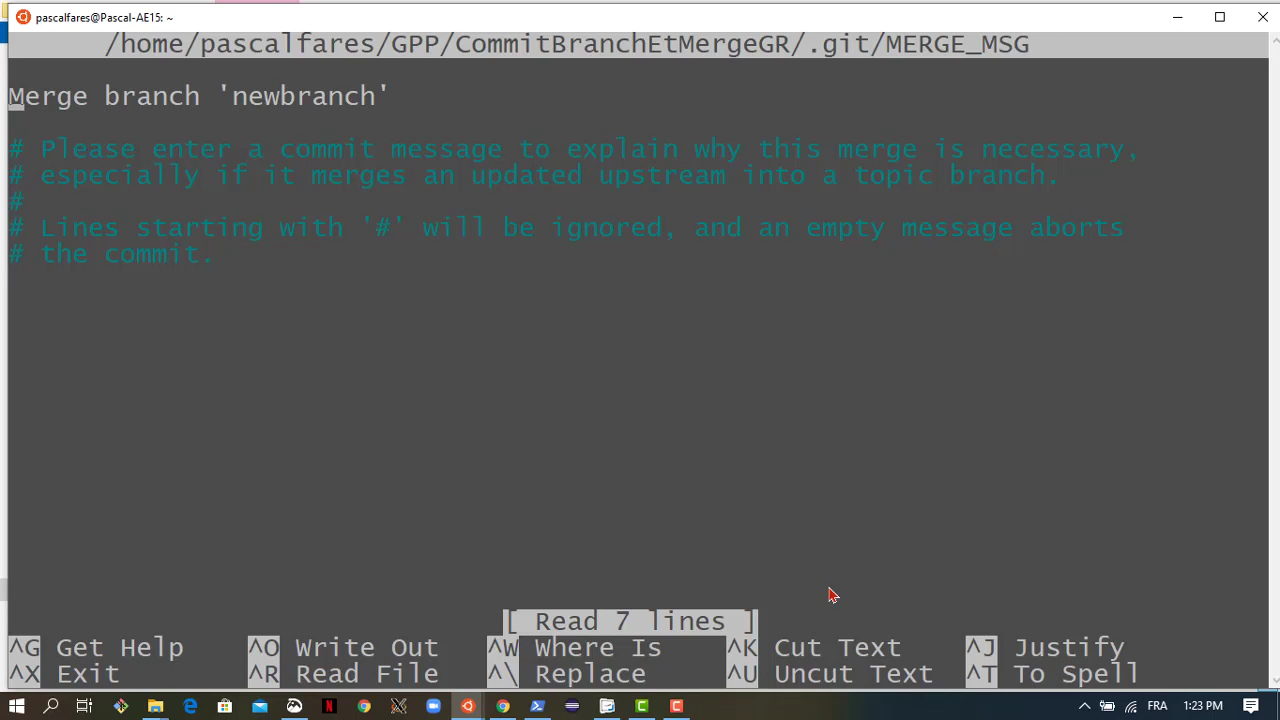 pascalfares@Pascal-AE15: ~
/home/pascalfares/GPP/CommitBranchEtMergeGR/.git/MERGE_MSG
Merge branch 'newbranch'
# Please enter a commit message to explain why this merge is necessary,
# especially if it merges an updated upstream into a topic branch.
#
# Lines starting with '#' will be ignored, and an empty message aborts
# the commit.
[ Read 7 lines ]
^G Get Help ^O Write Out ^W Where Is ^K Cut Text ^J Justify
^X Exit ^R Read File ^\ Replace ^U Uncut Text ^T To Spell
FR 1:23 PM